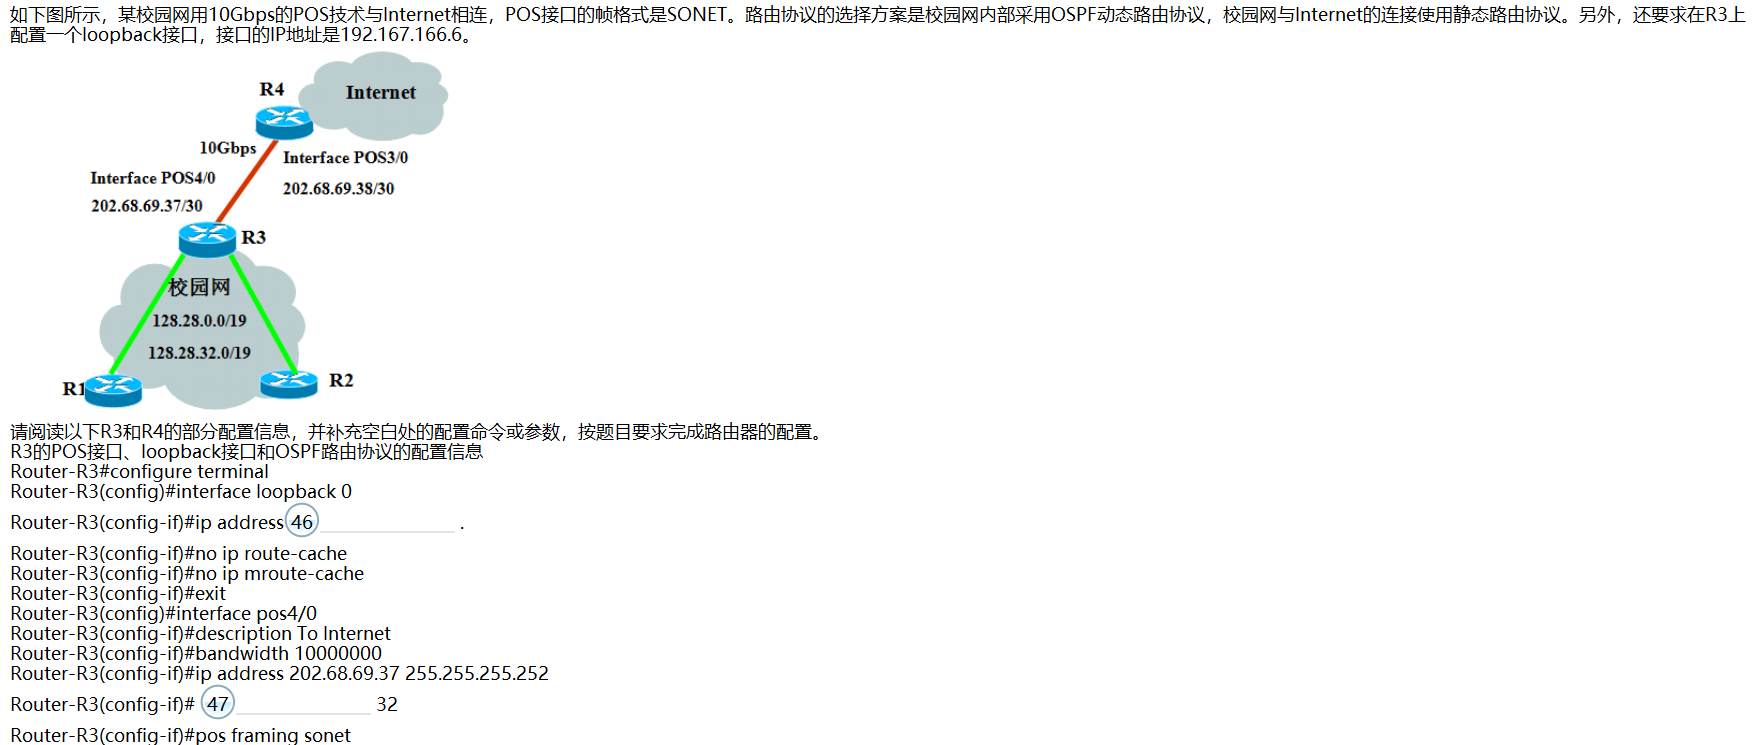 如下图所示，某校园网用10Gbps的POS技术与Internet相连，POS接口的帧格式是SONET。路由协议的选择方案是校园网内部采用OSPF动态路由协议，校园网与Internet的连接使用静态路由协议。另外，还要求在R3上
配置一个loopback接口，接口的IP地址是192.167.166.6。
R4
Internet
10Gbps
Interface POS3/0
Interface POS4/0
202.68.69.38/30
202.68.69.37/30
R3
校园网
128.28.0.0/19
128.28.32.0/19
R1
R2
请阅读以下R3和R4的部分配置信息，并补充空白处的配置命令或参数，按题目要求完成路由器的配置。
R3的POS接口、loopback接口和OSPF路由协议的配置信息
Router-R3#configure terminal
Router-R3(config)#interface loopback 0
Router-R3(config-if)#ip address 46 .
Router-R3(config-if)#no ip route-cache
Router-R3(config-if)#no ip mroute-cache
Router-R3(config-if)#exit
Router-R3(config)#interface pos4/0
Router-R3(config-if)#description To Internet
Router-R3(config-if)#bandwidth 10000000
Router-R3(config-if)#ip address 202.68.69.37 255.255.255.252
Router-R3(config-if)# 47 32
Router-R3(config-if)#pos framing sonet